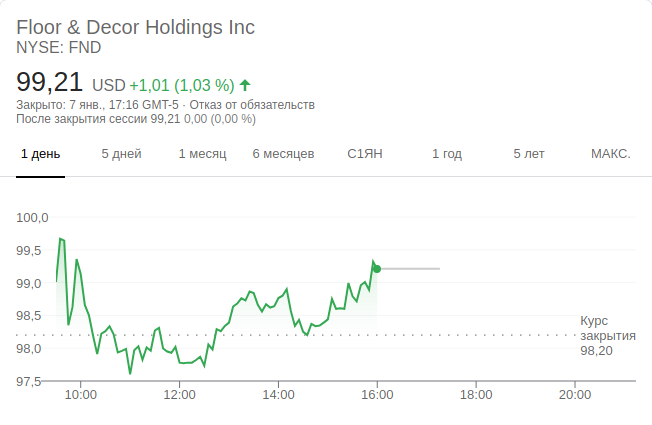 Floor & Decor Holdings Inc
NYSE: FND
99,21 USD +1,01 (1,03 %)
Закрыто: 7 янв., 17:16 GMT-5 · Отказ от обязательств
После закрытия сессии 99,21 0,00 (0,00 %)
1 день 5 дней 1 месяц 6 месяцев С1ЯН 1 год 5 лет МАКС.
100,0
99,5
99,0
98,5
98,0
97,5
Курс
закрытия
98,20
10:00 12:00 14:00 16:00 18:00 20:00